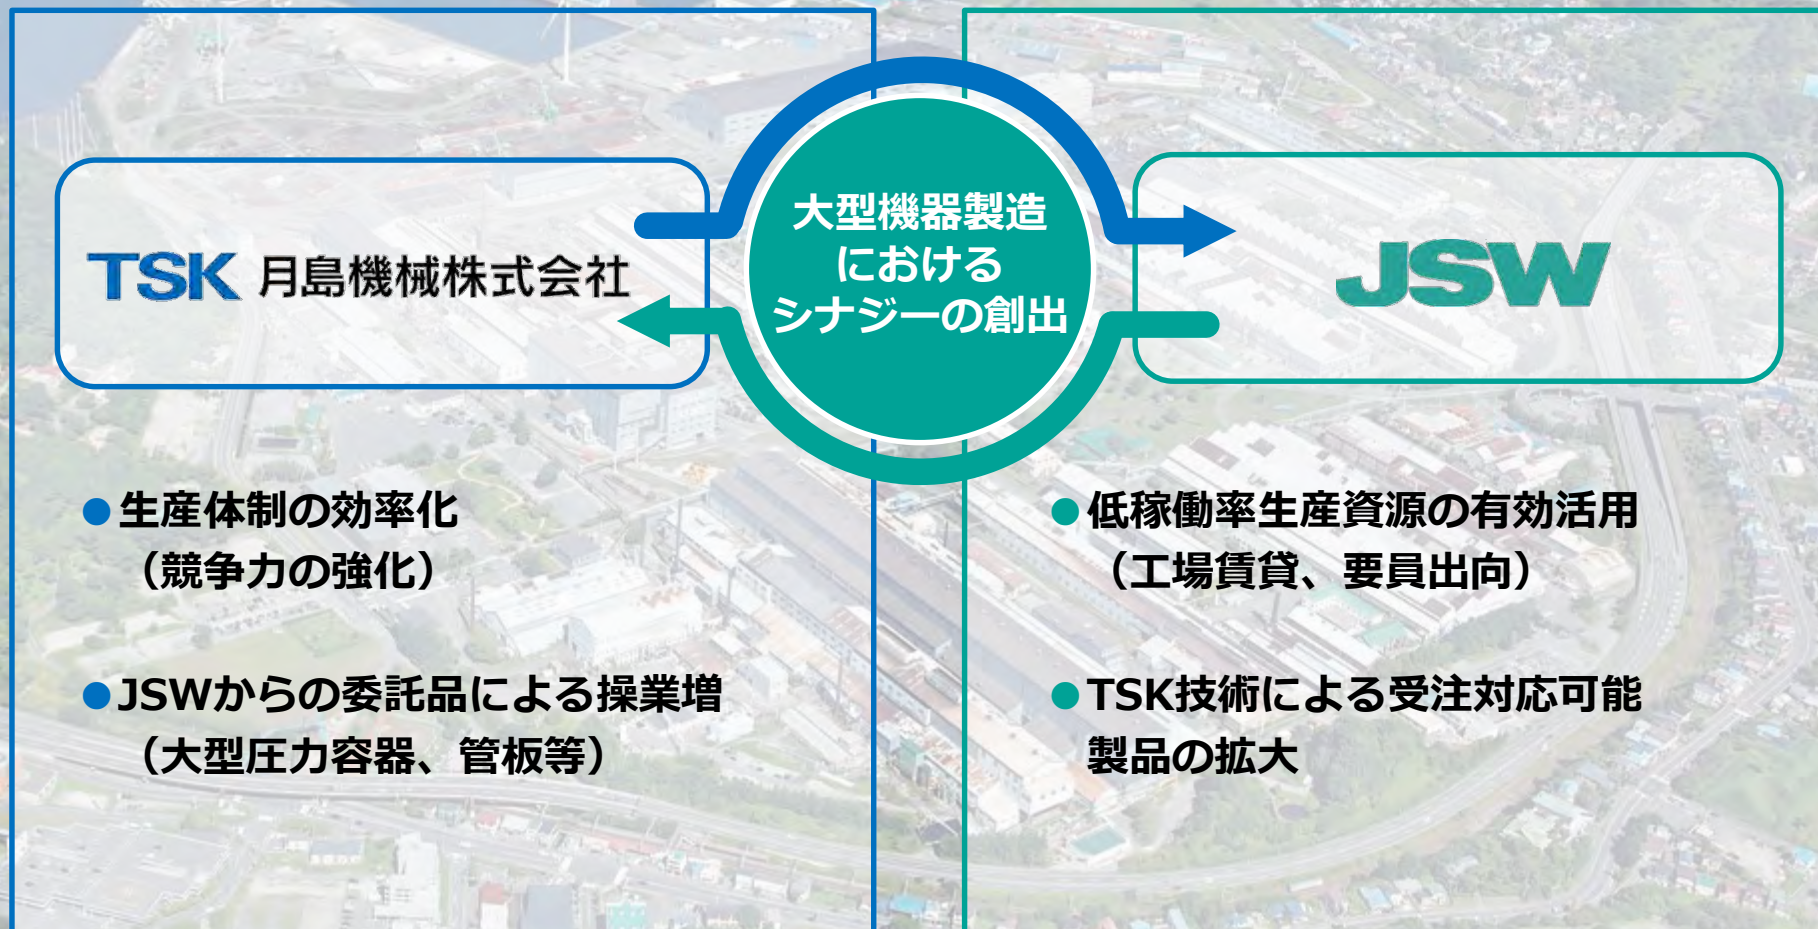 大型機器製造
における
シナジーの創出
TSK 月島機械株式会社
JSW
●生産体制の効率化
（競争力の強化）
●JSWからの委託品による操業増
（大型圧力容器、管板等）
●低稼働率生産資源の有効活用
（工場賃貸、要員出向）
●TSK技術による受注対応可能
製品の拡大